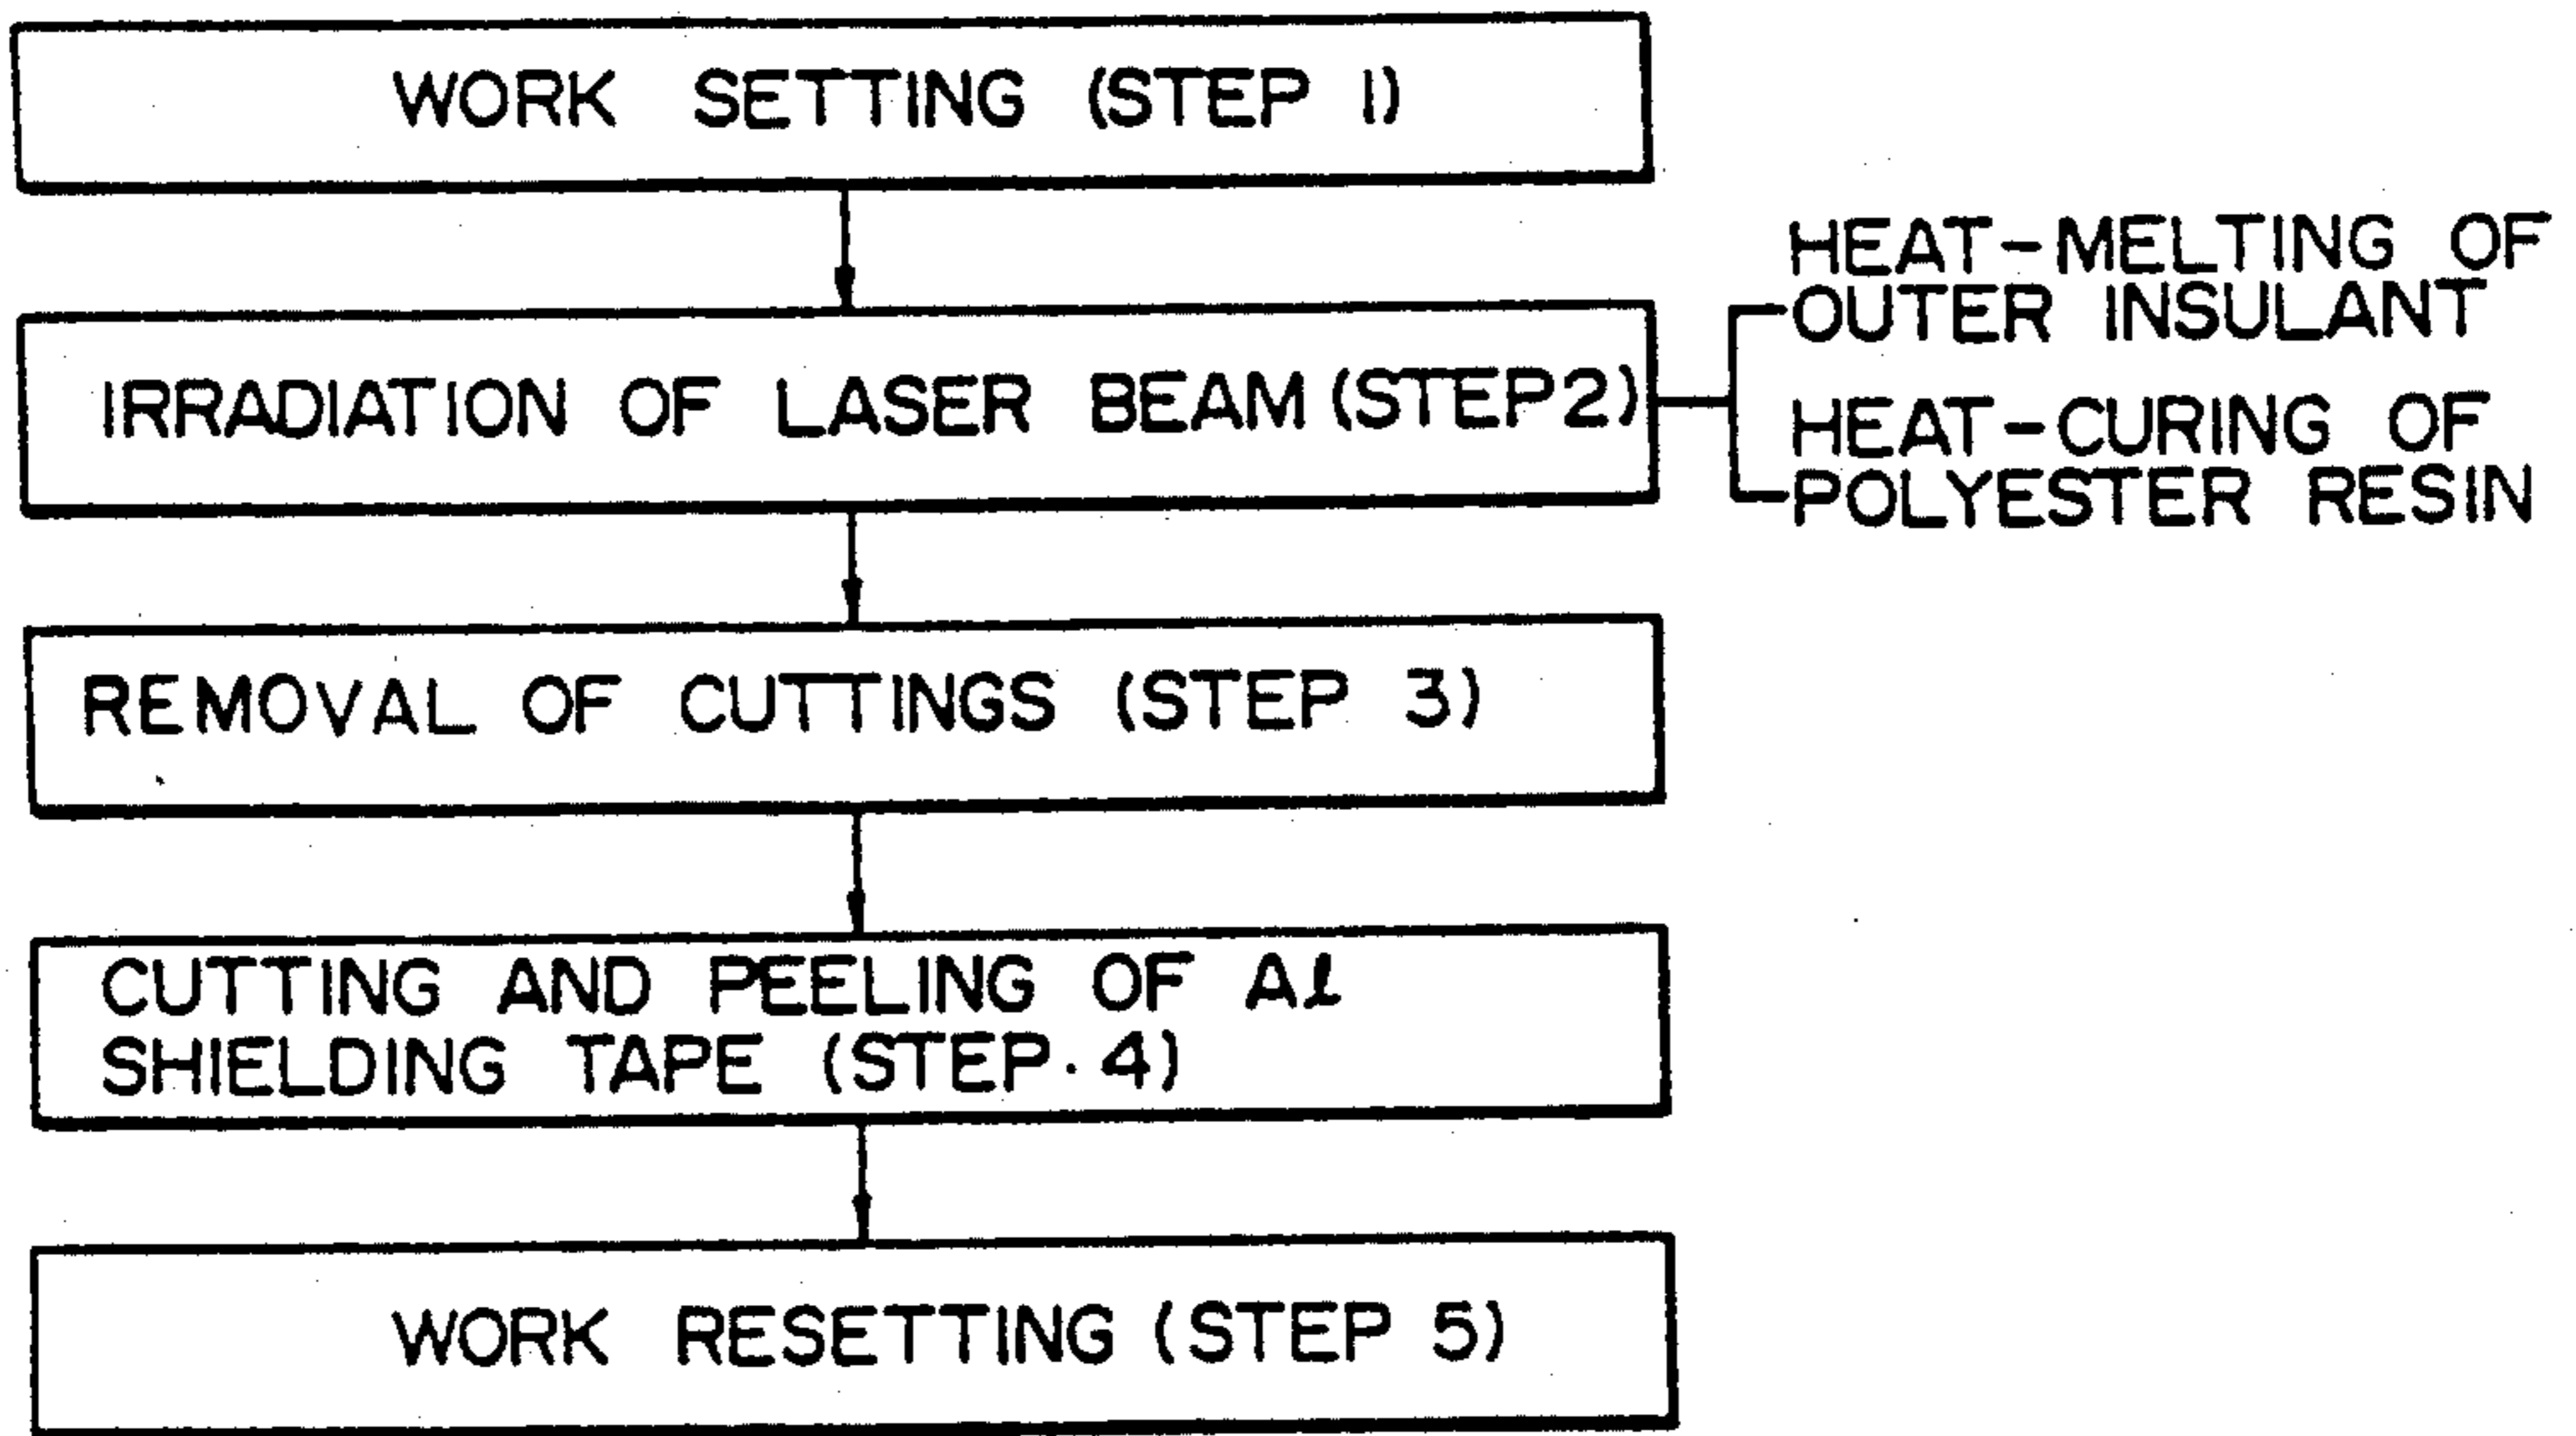 WORK SETTING (STEP 1)
IRRADIATION OF LASER BEAM (STEP2)
HEAT-MELTING OF
OUTER INSULANT
HEAT-CURING OF
POLYESTER RESIN
REMOVAL OF CUTTINGS (STEP 3)
CUTTING AND PEELING OF Aℓ
SHIELDING TAPE (STEP 4)
WORK RESETTING (STEP 5)